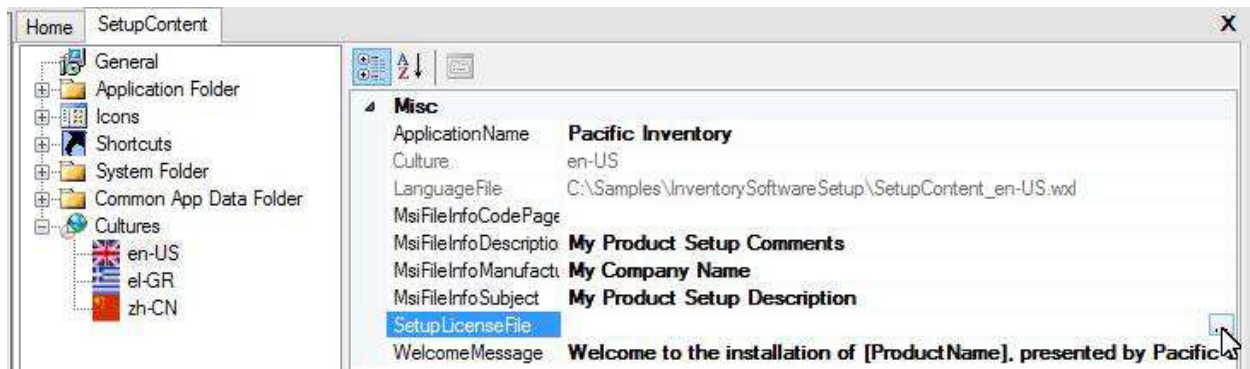 Home SetupContent X
General
Application Folder
Icons
Shortcuts
System Folder
Common App Data Folder
Cultures
en-US
el-GR
zh-CN
A Z
Misc
ApplicationName Pacific Inventory
Culture en-US
LanguageFile C:\Samples\InventorySoftwareSetup\SetupContent_en-US.wxl
MsiFileInfoCodePage
MsiFileInfoDescriptio My Product Setup Comments
MsiFileInfoManufactu My Company Name
MsiFileInfoSubject My Product Setup Description
SetupLicenseFile ...
WelcomeMessage Welcome to the installation of [ProductName], presented by Pacific